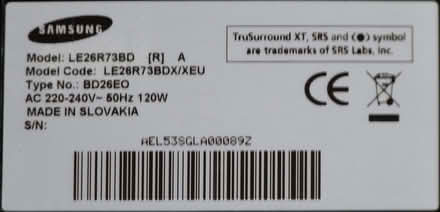 SAMSUNG
Model: LE26R73BD [R] A
Model Code: LE26R73BDX/XEU
Type No.: BD26EO
AC 220-240V~ 50Hz 120W
MADE IN SLOVAKIA
S/N:
TruSurround XT, SRS and (●) symbol
are trademarks of SRS Labs, Inc.
CE
AEL53SGLA00089Z